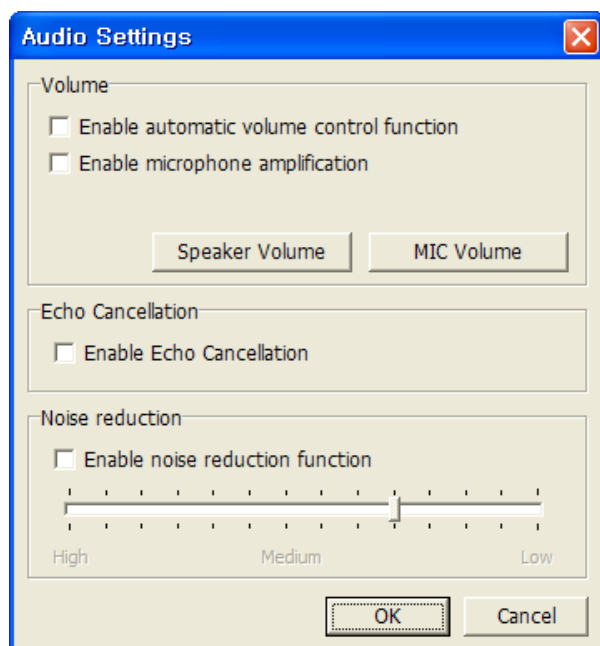 Audio Settings
Volume
Enable automatic volume control function
Enable microphone amplification
Speaker Volume MIC Volume
Echo Cancellation
Enable Echo Cancellation
Noise reduction
Enable noise reduction function
High Medium Low
OK Cancel